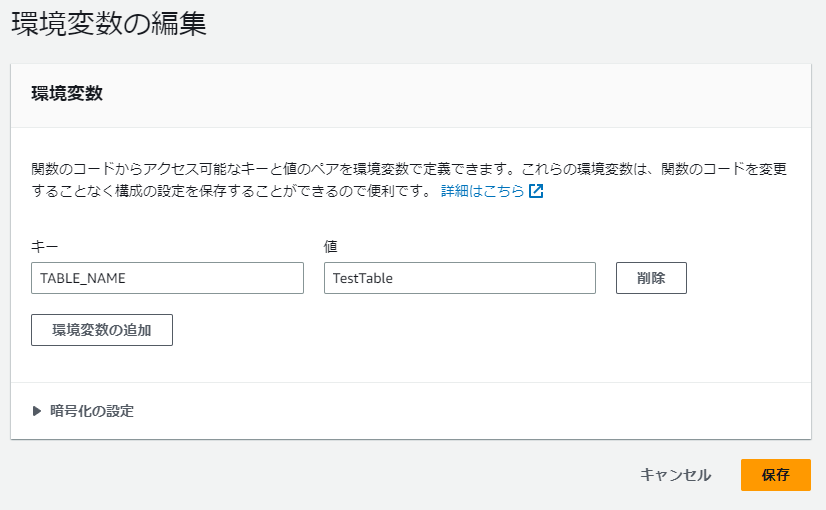 環境変数の編集
環境変数
関数のコードからアクセス可能なキーと値のペアを環境変数で定義できます。これらの環境変数は、関数のコードを変更
することなく構成の設定を保存することができるので便利です。 詳細はこちら
キー 値
TABLE_NAME TestTable 削除
環境変数の追加
暗号化の設定
キャンセル 保存